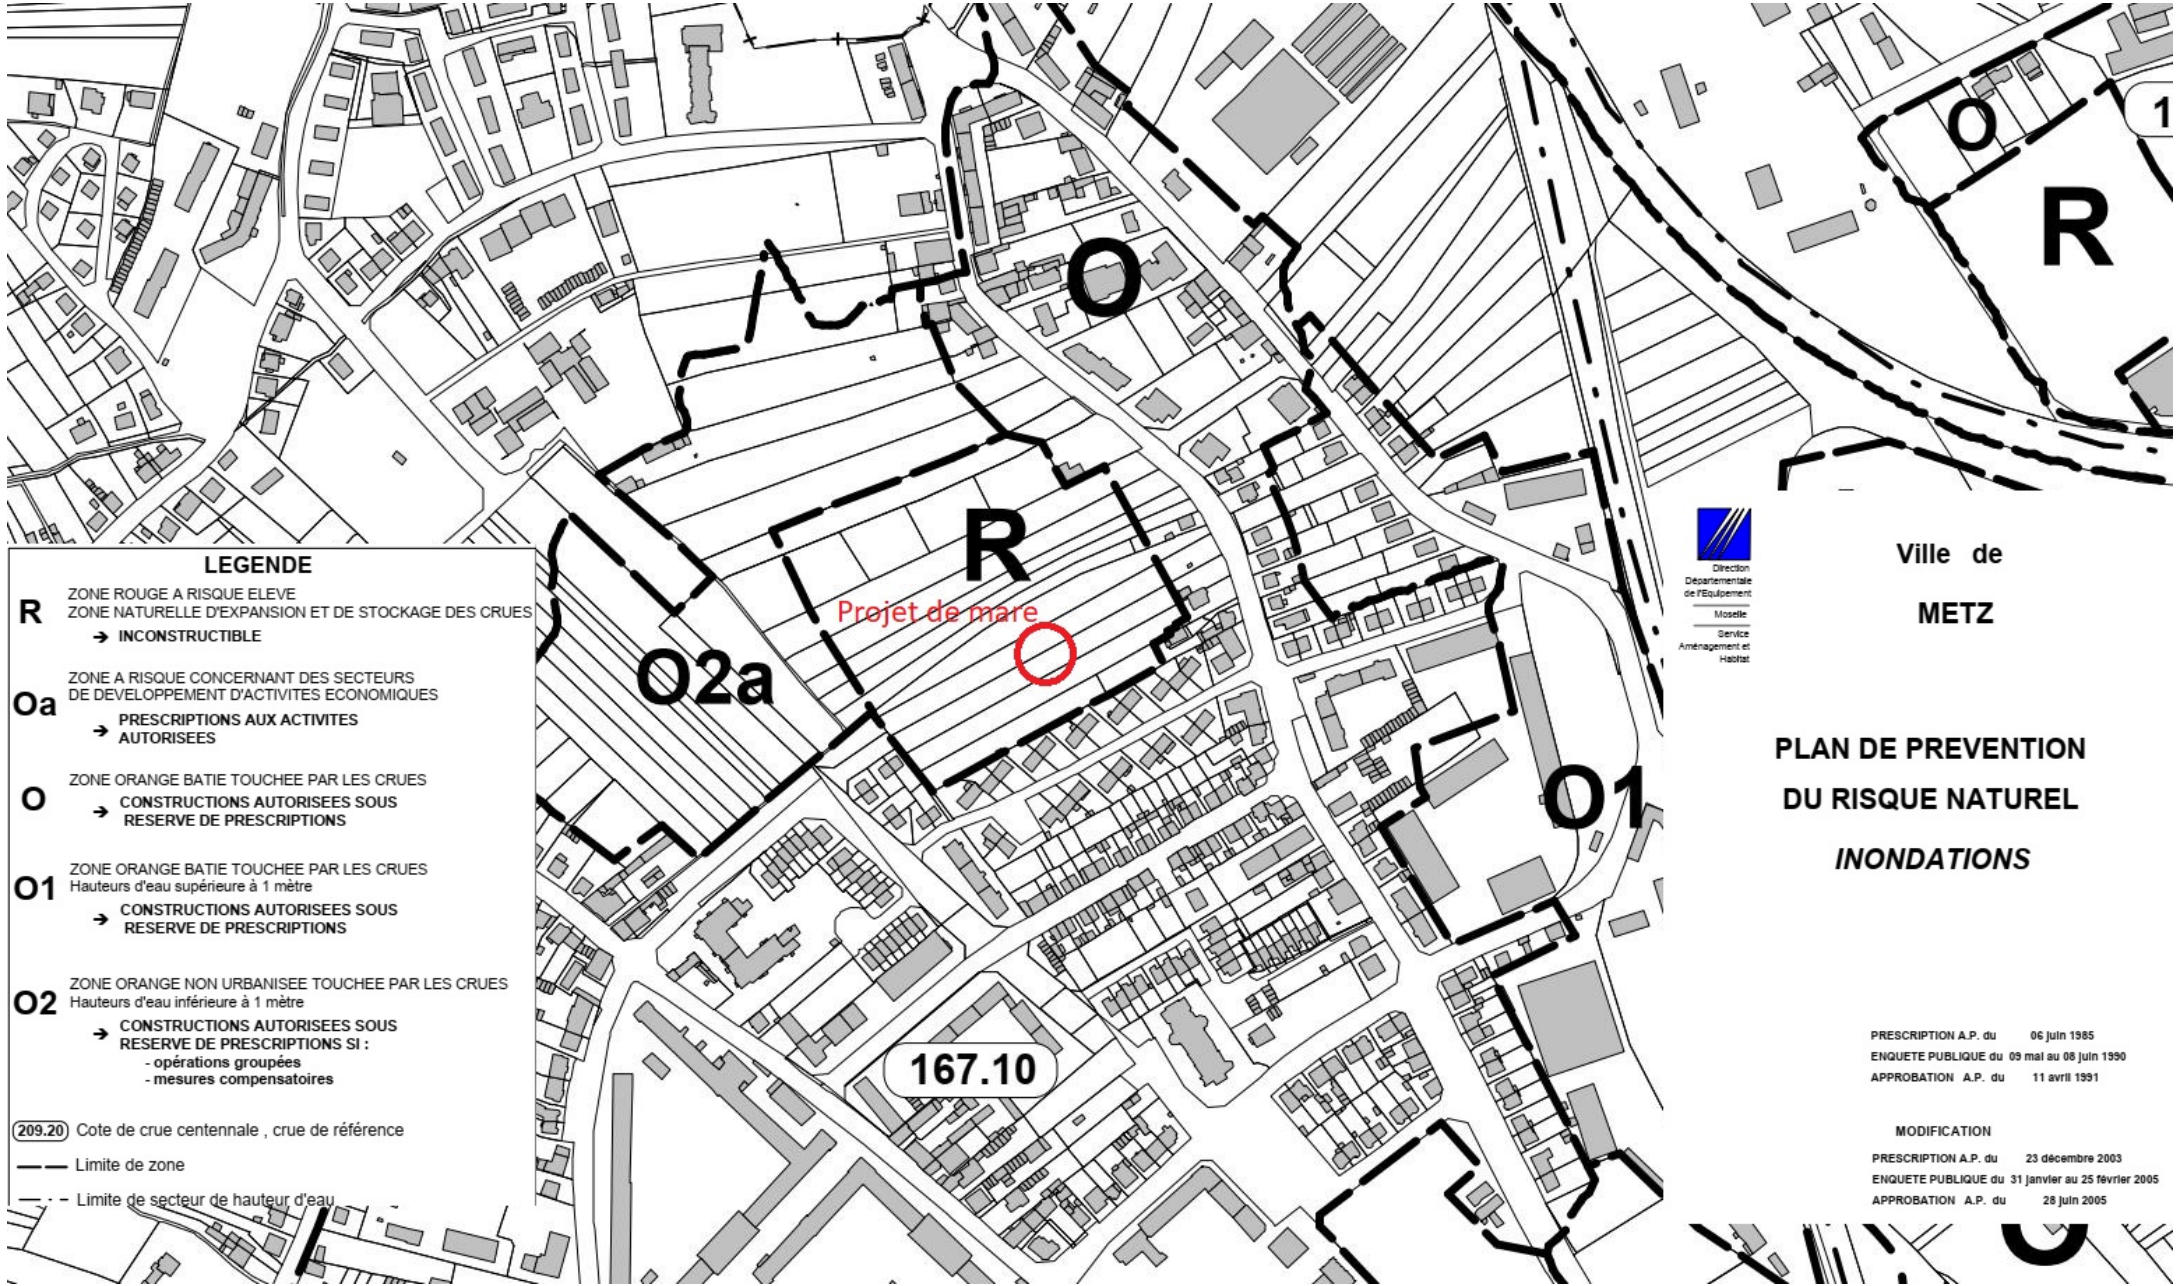 O
R
1
O
R
Projet de mare
O2a
O1
167.10
O
LEGENDE
R
ZONE ROUGE A RISQUE ELEVE
ZONE NATURELLE D'EXPANSION ET DE STOCKAGE DES CRUES
➔ INCONSTRUCTIBLE
Oa
ZONE A RISQUE CONCERNANT DES SECTEURS
DE DEVELOPPEMENT D'ACTIVITES ECONOMIQUES
➔ PRESCRIPTIONS AUX ACTIVITES
AUTORISEES
O
ZONE ORANGE BATIE TOUCHEE PAR LES CRUES
➔ CONSTRUCTIONS AUTORISEES SOUS
RESERVE DE PRESCRIPTIONS
O1
ZONE ORANGE BATIE TOUCHEE PAR LES CRUES
Hauteurs d'eau supérieure à 1 mètre
➔ CONSTRUCTIONS AUTORISEES SOUS
RESERVE DE PRESCRIPTIONS
O2
ZONE ORANGE NON URBANISEE TOUCHEE PAR LES CRUES
Hauteurs d'eau inférieure à 1 mètre
➔ CONSTRUCTIONS AUTORISEES SOUS
RESERVE DE PRESCRIPTIONS SI :
- opérations groupées
- mesures compensatoires
209.20 Cote de crue centennale , crue de référence
Limite de zone
Limite de secteur de hauteur d'eau
Direction
Départementale
de l'Equipement
Moselle
Service
Aménagement et
Habitat
Ville de
METZ
PLAN DE PREVENTION
DU RISQUE NATUREL
INONDATIONS
PRESCRIPTION A.P. du 06 juin 1985
ENQUETE PUBLIQUE du 09 mai au 08 juin 1990
APPROBATION A.P. du 11 avril 1991
MODIFICATION
PRESCRIPTION A.P. du 23 décembre 2003
ENQUETE PUBLIQUE du 31 janvier au 25 février 2005
APPROBATION A.P. du 28 juin 2005